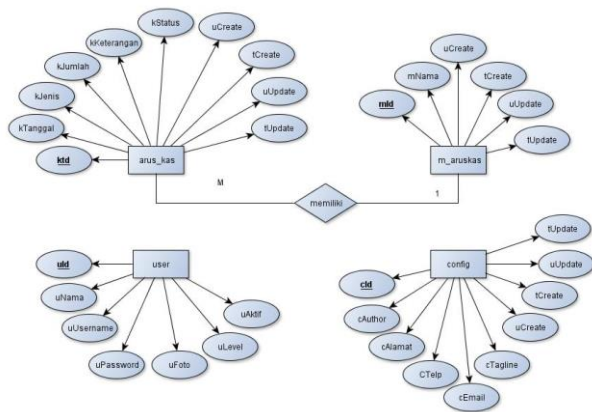 kStatus
uCreate
kKeterangan
tCreate
kJumlah
uUpdate
kJenis
tUpdate
kTanggal
ktd
arus_kas
uCreate
mNama
tCreate
mId
uUpdate
tUpdate
m_aruskas
M
memiliki
1
uId
user
uNama
uUsername
uPassword
uFoto
uLevel
uAktif
config
tUpdate
uUpdate
tCreate
uCreate
cId
cAuthor
cAlamat
CTelp
cEmail
cTagline